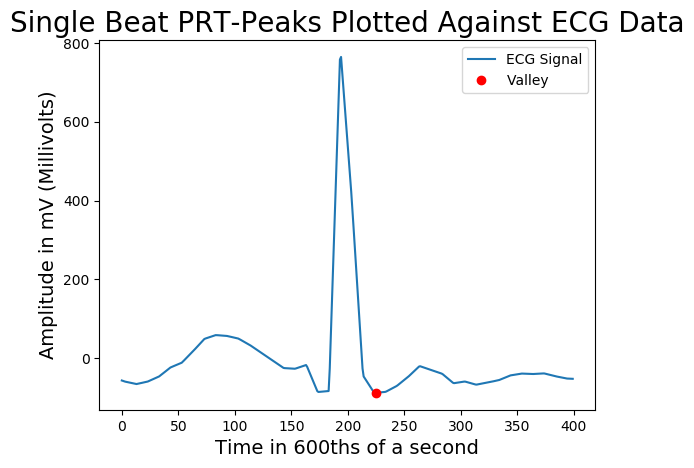 Single Beat PRT-Peaks Plotted Against ECG Data
800
600
400
200
0
Amplitude in mV (Millivolts)
ECG Signal
Valley
0 50 100 150 200 250 300 350 400
Time in 600ths of a second